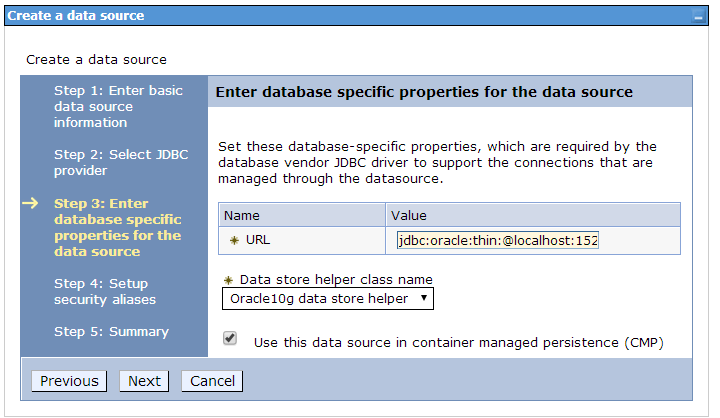 Create a data source
Create a data source
Step 1: Enter basic
data source
information
Step 2: Select JDBC
provider
Step 3: Enter
database specific
properties for the
data source
Step 4: Setup
security aliases
Step 5: Summary
Enter database specific properties for the data source
Set these database-specific properties, which are required by the
database vendor JDBC driver to support the connections that are
managed through the datasource.
Name Value
URL jdbc:oracle:thin:@localhost:152
Data store helper class name
Oracle10g data store helper
Use this data source in container managed persistence (CMP)
Previous Next Cancel